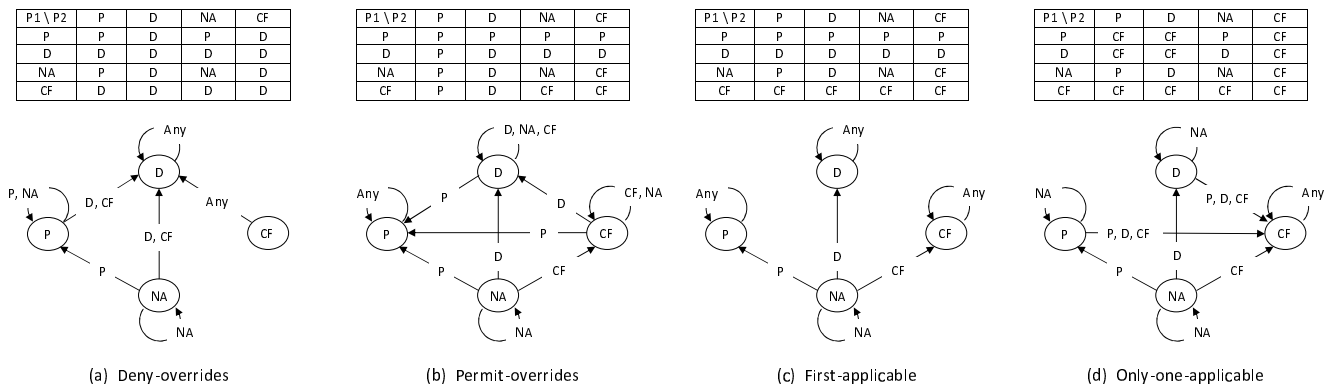 P1 \ P2 P D NA CF
P P D P D
D D D D D
NA P D NA D
CF D D D D
Any
D
P, NA
D, CF
Any
P
D, CF
CF
P
NA
NA
(a) Deny-overrides
P1 \ P2 P D NA CF
P P P P P
D P D D D
NA P D NA CF
CF P D CF CF
D, NA, CF
D
Any
P
D
CF, NA
P
P
CF
P
D
CF
NA
NA
(b) Permit-overrides
P1 \ P2 P D NA CF
P P P P P
D D D D D
NA P D NA CF
CF CF CF CF CF
Any
D
Any
Any
P
CF
P
D
CF
NA
NA
(c) First-applicable
P1 \ P2 P D NA CF
P CF CF P CF
D CF CF D CF
NA P D NA CF
CF CF CF CF CF
NA
D
NA
P, D, CF
Any
P
P, D, CF
CF
P
D
CF
NA
NA
(d) Only-one-applicable